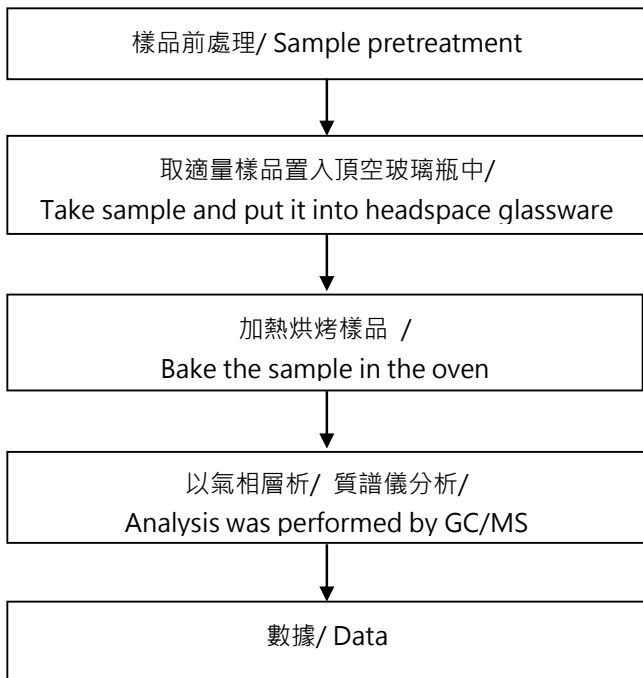 樣品前處理/ Sample pretreatment
取適量樣品置入頂空玻璃瓶中/
Take sample and put it into headspace glassware
加熱烘烤樣品 /
Bake the sample in the oven
以氣相層析/ 質譜儀分析/
Analysis was performed by GC/MS
數據/ Data